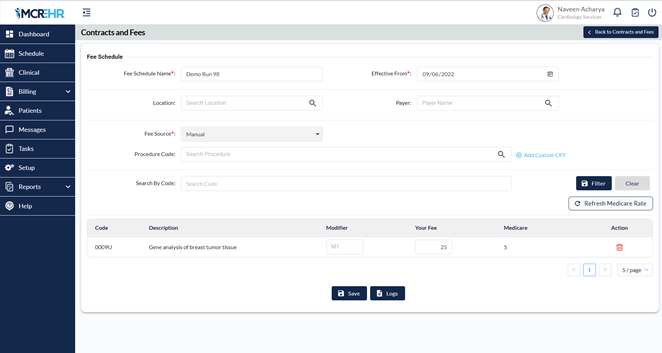 MCREHR
Naveen Acharya
Cardiology Services
Dashboard
Schedule
Clinical
Billing
Patients
Messages
Tasks
Setup
Reports
Help
Contracts and Fees
Back to Contracts and Fees
Fee Schedule
Fee Schedule Name*: Demo Run 98
Effective From*: 09/06/2022
Location: Search Location
Payer: Payer Name
Fee Source*: Manual
Procedure Code: Search Procedure
Add Custom CPT
Search By Code: Search Code
Filter Clear
Refresh Medicare Rate
Code Description Modifier Your Fee Medicare Action
0009U Gene analysis of breast tumor tissue M1 25 5
1 5 / page
Save Logs